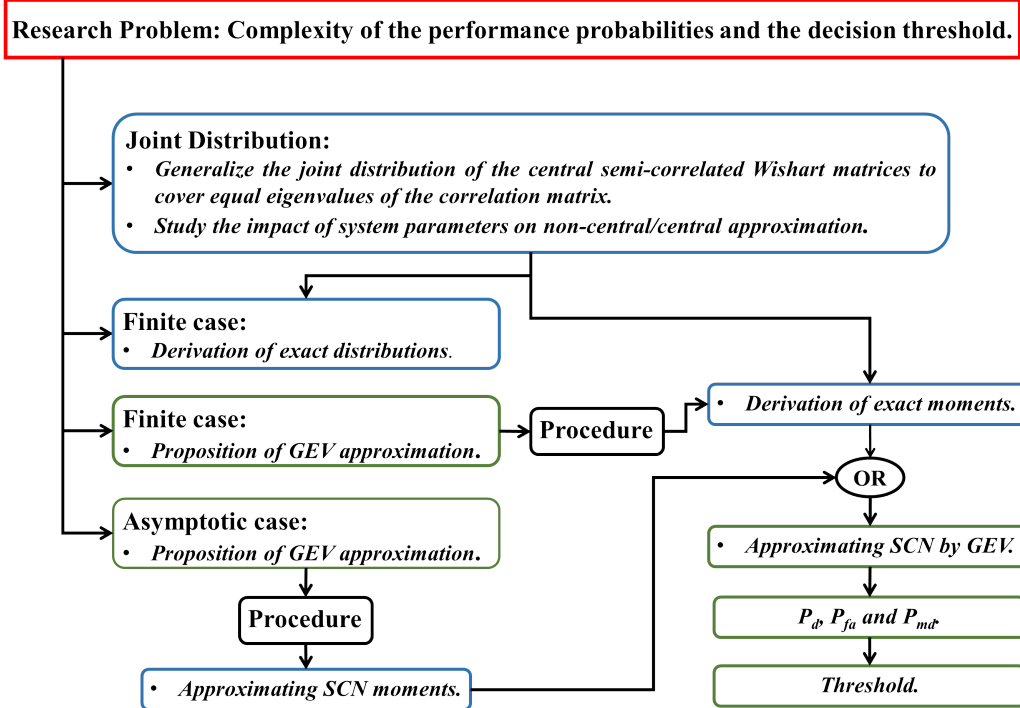 Research Problem: Complexity of the performance probabilities and the decision threshold.
Joint Distribution:
• Generalize the joint distribution of the central semi-correlated Wishart matrices to
cover equal eigenvalues of the correlation matrix.
• Study the impact of system parameters on non-central/central approximation.
Finite case:
• Derivation of exact distributions.
Finite case:
• Proposition of GEV approximation.
Procedure
• Derivation of exact moments.
OR
Asymptotic case:
• Proposition of GEV approximation.
• Approximating SCN by GEV.
Procedure
P_d, P_fa and P_md.
• Approximating SCN moments.
Threshold.